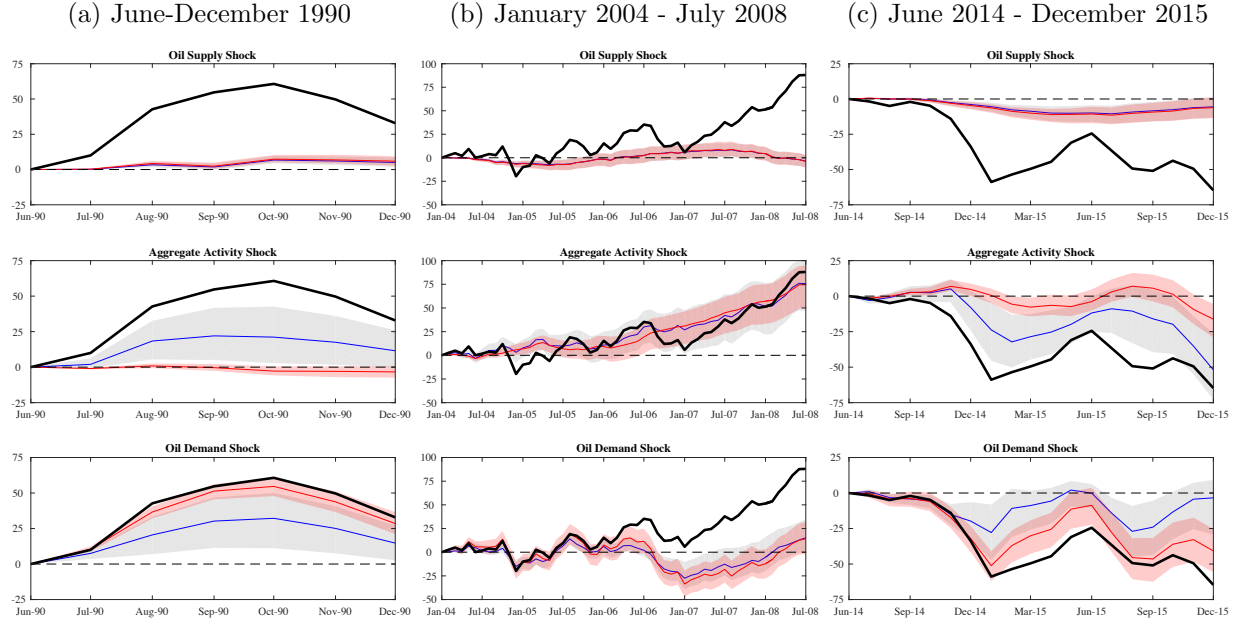 (a) June-December 1990
(b) January 2004 - July 2008
(c) June 2014 - December 2015
Oil Supply Shock
75
50
25
0
-25
Jun-90 Jul-90 Aug-90 Sep-90 Oct-90 Nov-90 Dec-90
Oil Supply Shock
100
75
50
25
0
-25
-50
Jan-04 Jul-04 Jan-05 Jul-05 Jan-06 Jul-06 Jan-07 Jul-07 Jan-08 Jul-08
Oil Supply Shock
25
0
-25
-50
-75
Jun-14 Sep-14 Dec-14 Mar-15 Jun-15 Sep-15 Dec-15
Aggregate Activity Shock
75
50
25
0
-25
Jun-90 Jul-90 Aug-90 Sep-90 Oct-90 Nov-90 Dec-90
Aggregate Activity Shock
100
75
50
25
0
-25
-50
Jan-04 Jul-04 Jan-05 Jul-05 Jan-06 Jul-06 Jan-07 Jul-07 Jan-08 Jul-08
Aggregate Activity Shock
25
0
-25
-50
-75
Jun-14 Sep-14 Dec-14 Mar-15 Jun-15 Sep-15 Dec-15
Oil Demand Shock
75
50
25
0
-25
Jun-90 Jul-90 Aug-90 Sep-90 Oct-90 Nov-90 Dec-90
Oil Demand Shock
100
75
50
25
0
-25
-50
Jan-04 Jul-04 Jan-05 Jul-05 Jan-06 Jul-06 Jan-07 Jul-07 Jan-08 Jul-08
Oil Demand Shock
25
0
-25
-50
-75
Jun-14 Sep-14 Dec-14 Mar-15 Jun-15 Sep-15 Dec-15